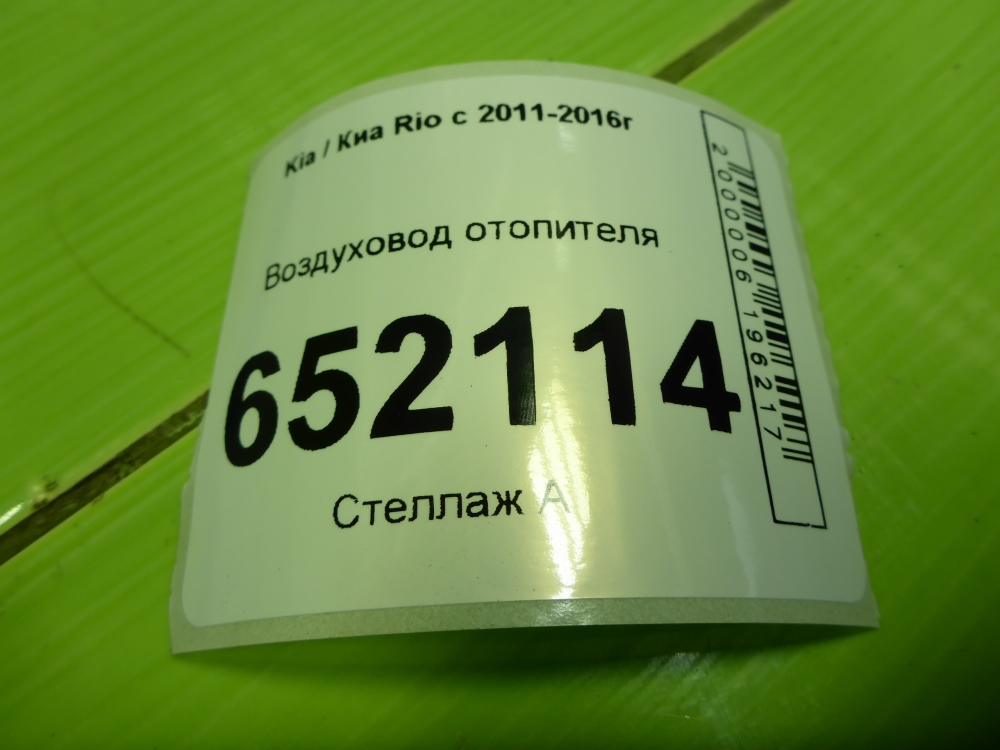 Kia / Киа Rio с 2011-2016г
Воздуховод отопителя
652114
Стеллаж А
2000006196217